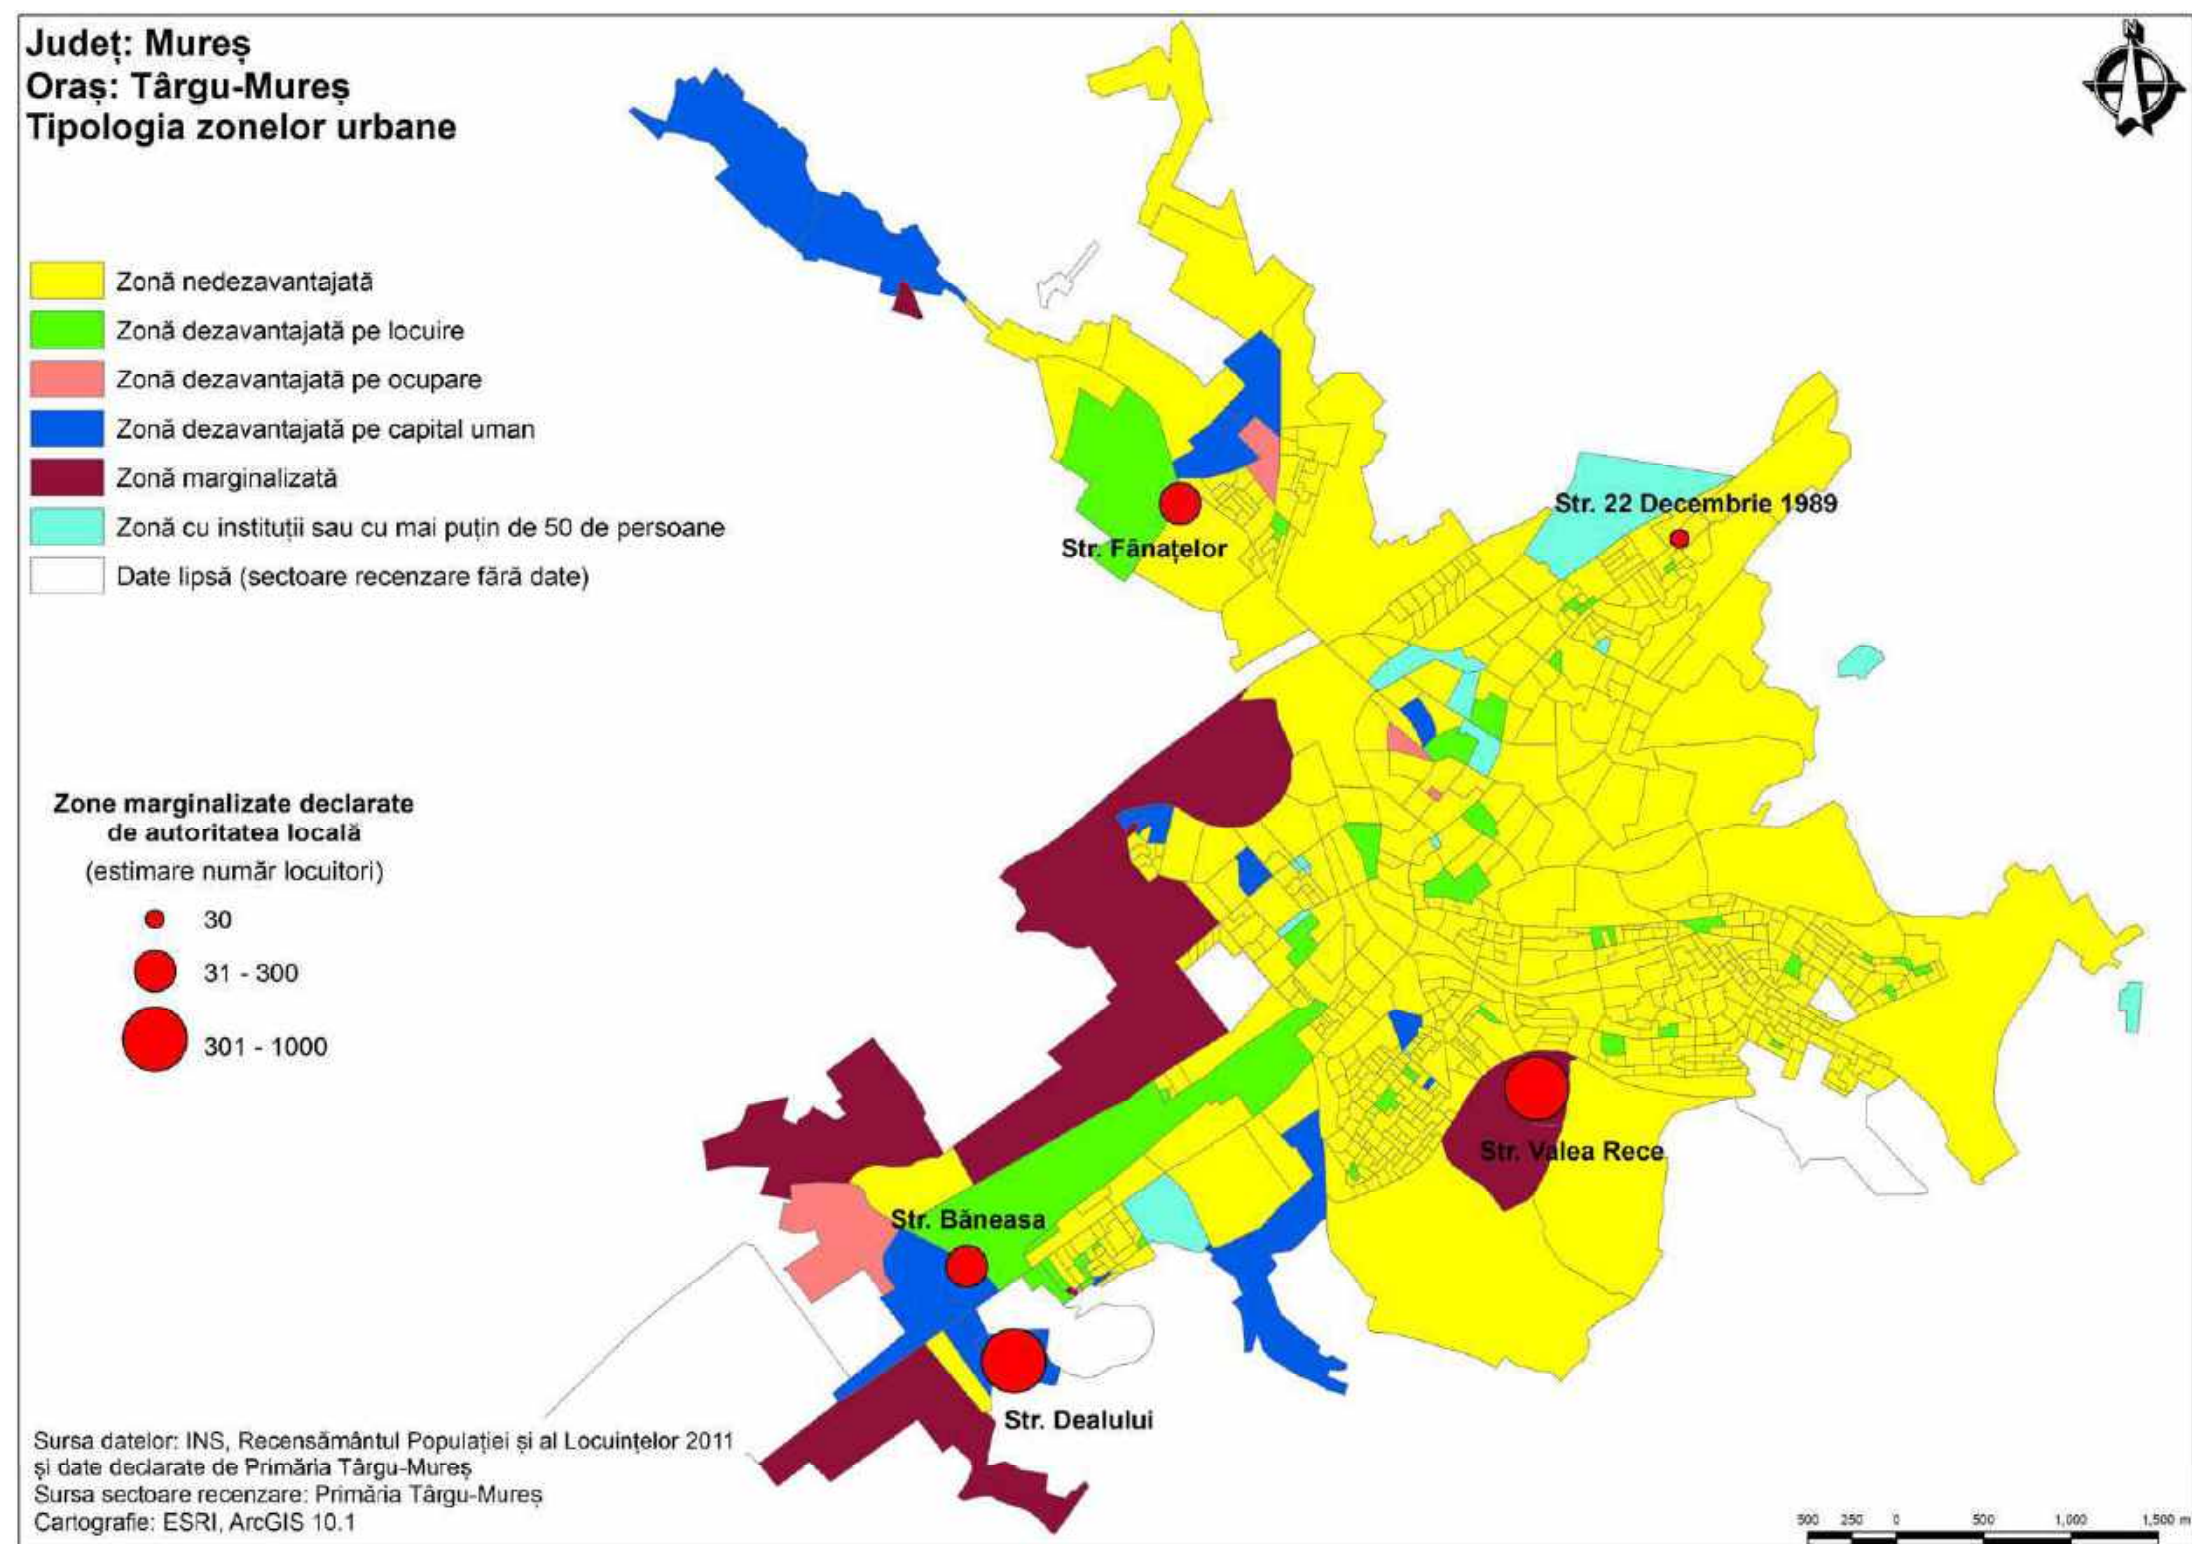 Județ: Mureș
Oraș: Târgu-Mureș
Tipologia zonelor urbane
N
Zonă nedezavantajată
Zonă dezavantajată pe locuire
Zonă dezavantajată pe ocupare
Zonă dezavantajată pe capital uman
Zonă marginalizată
Zonă cu instituții sau cu mai puțin de 50 de persoane
Date lipsă (sectoare recenzare fără date)
Str. 22 Decembrie 1989
Str. Fânațelor
Zone marginalizate declarate
de autoritatea locală
(estimare număr locuitori)
30
31 - 300
301 - 1000
Str. Valea Rece
Str. Băneasa
Str. Dealului
Sursa datelor: INS, Recensământul Populației și al Locuințelor 2011
și date declarate de Primăria Târgu-Mureș
Sursa sectoare recenzare: Primăria Târgu-Mureș
Cartografie: ESRI, ArcGIS 10.1
500 250 0 500 1,000 1,500 m